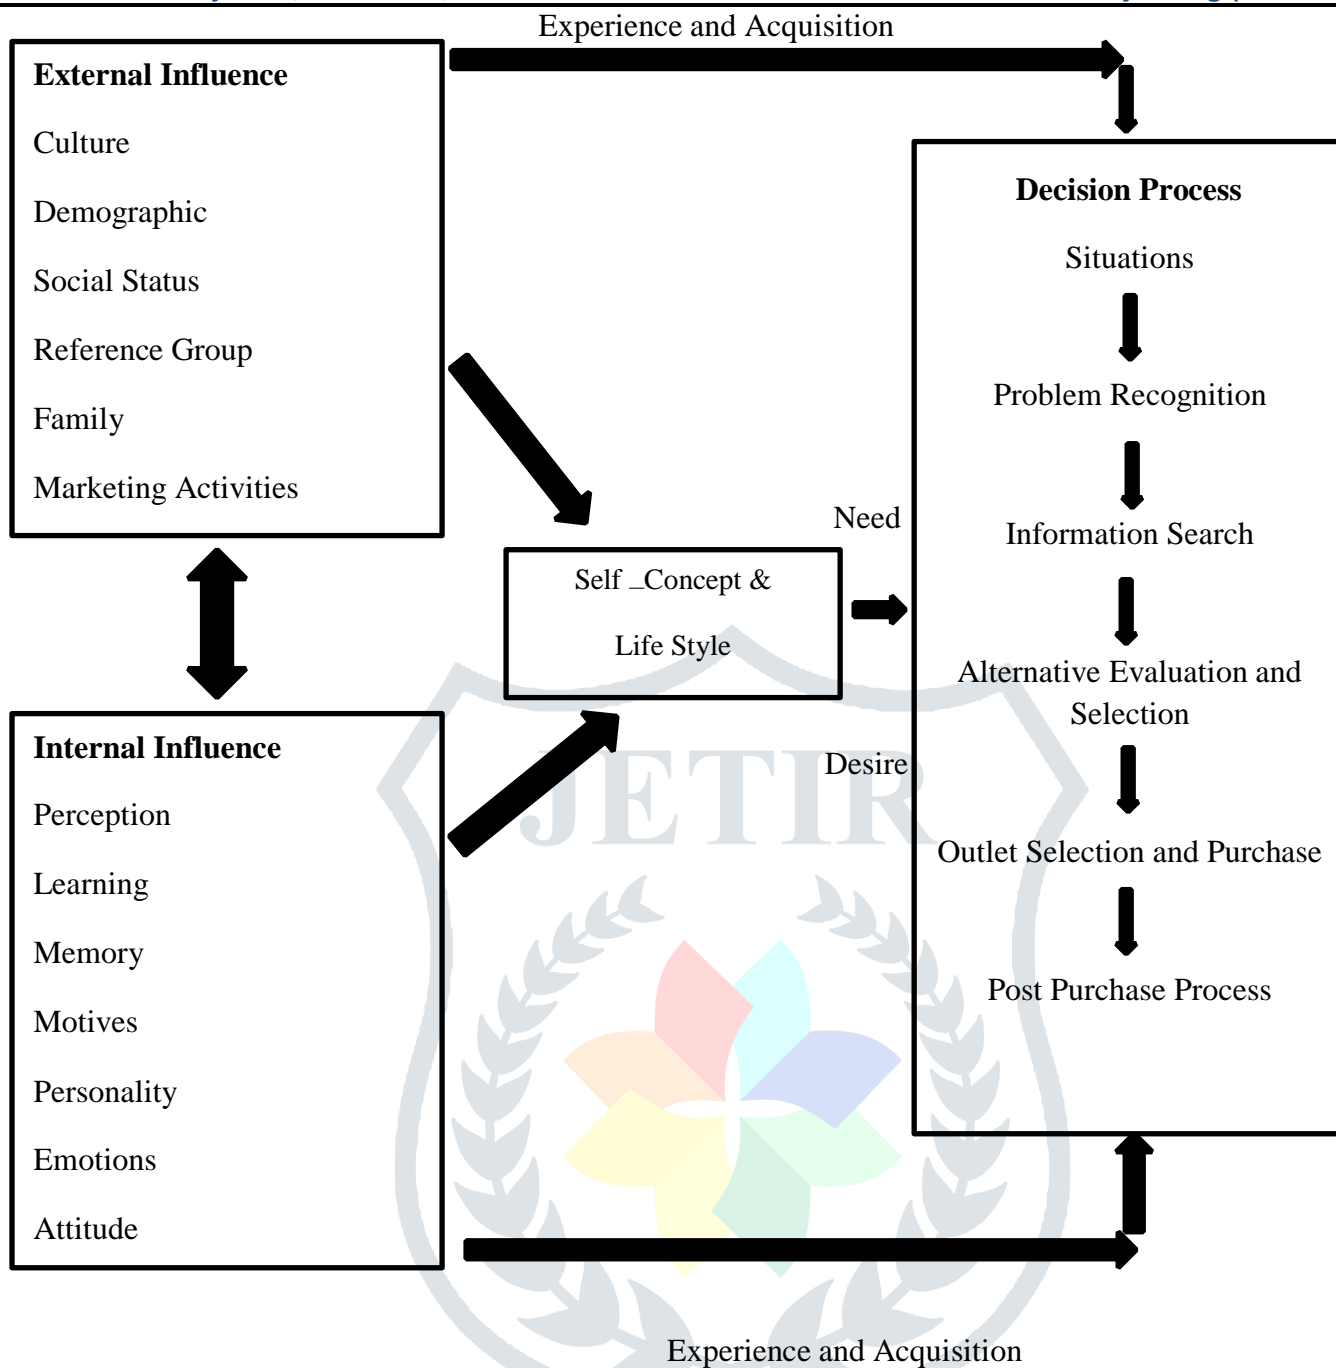 Experience and Acquisition
External Influence
Culture
Demographic
Social Status
Reference Group
Family
Marketing Activities
Decision Process
Situations
Problem Recognition
Information Search
Alternative Evaluation and
Selection
Outlet Selection and Purchase
Post Purchase Process
Need
Self _Concept &
Life Style
Desire
Internal Influence
Perception
Learning
Memory
Motives
Personality
Emotions
Attitude
JETIR
Experience and Acquisition